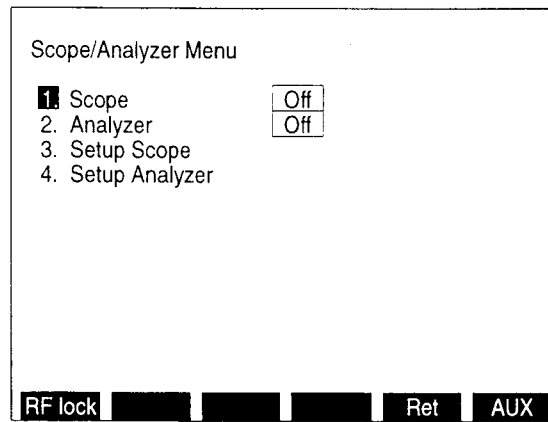 Scope/Analyzer Menu
1. Scope Off
2. Analyzer Off
3. Setup Scope
4. Setup Analyzer
RF lock Ret AUX